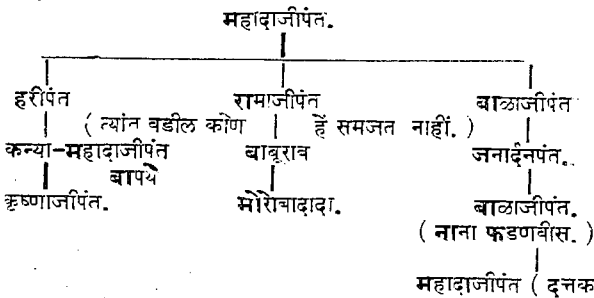 महादाजीपंत.
हरीपंत रामाजीपंत बाळाजीपंत
( त्यांत वडील कोण हें समजत नाहीं. )
कन्या-महादाजीपंत बाबूराव जनार्दनपंत.
बापये
कृष्णाजीपंत. मोरोबादादा. बाळाजीपंत.
( नाना फडणवीस. )
महादाजीपंत ( दत्तक